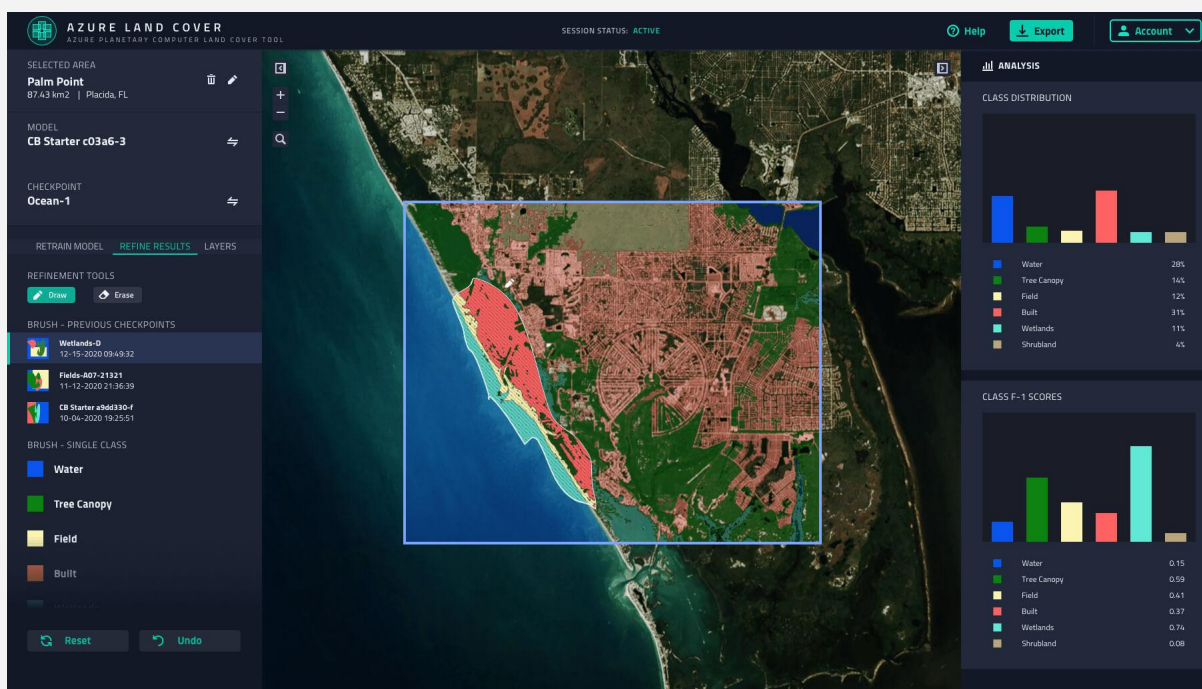 AZURE LAND COVER
AZURE PLANETARY COMPUTER LAND COVER TOOL
SESSION STATUS: ACTIVE
Help
Export
Account
SELECTED AREA
Palm Point
87.43 km2 | Placida, FL
MODEL
CB Starter c03a6-3
CHECKPOINT
Ocean-1
RETRAIN MODEL REFINE RESULTS LAYERS
REFINEMENT TOOLS
Draw Erase
BRUSH - PREVIOUS CHECKPOINTS
Wetlands-D
12-15-2020 09:49:32
Fields-A07-21321
11-12-2020 21:36:39
CB Starter a9dd330-f
10-04-2020 19:25:51
BRUSH - SINGLE CLASS
Water
Tree Canopy
Field
Built
Reset Undo
ANALYSIS
CLASS DISTRIBUTION
Water 28%
Tree Canopy 14%
Field 12%
Built 31%
Wetlands 11%
Shrubland 4%
CLASS F-1 SCORES
Water 0.15
Tree Canopy 0.59
Field 0.41
Built 0.37
Wetlands 0.74
Shrubland 0.08